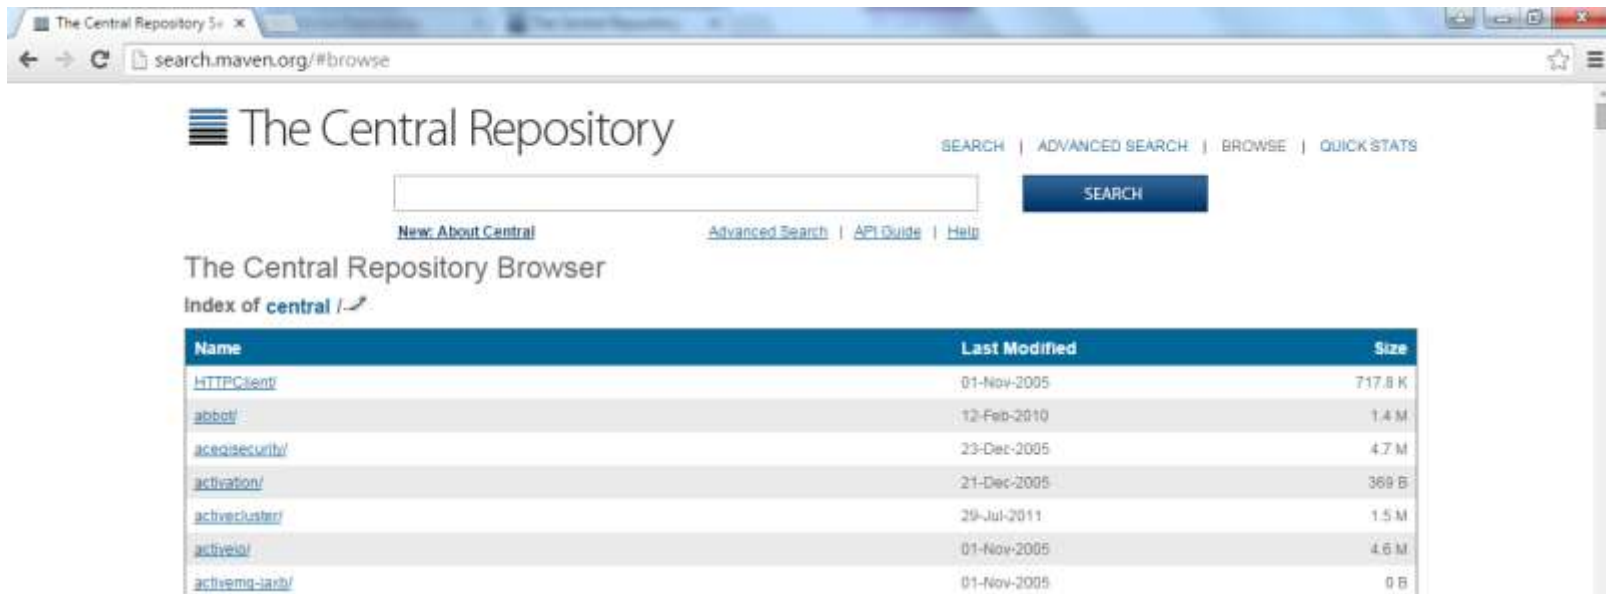 The Central Repository Se
search.maven.org/#browse
The Central Repository
SEARCH | ADVANCED SEARCH | BROWSE | QUICK STATS
SEARCH
New: About Central Advanced Search | API Guide | Help
The Central Repository Browser
Index of central /
Name Last Modified Size
HTTPClient/ 01-Nov-2005 717.8 K
abbot/ 12-Feb-2010 1.4 M
acegisecurity/ 23-Dec-2005 4.7 M
activation/ 21-Dec-2005 369 B
activecluster/ 29-Jul-2011 1.5 M
activeio/ 01-Nov-2005 4.6 M
activemq-jaxb/ 01-Nov-2005 0 B